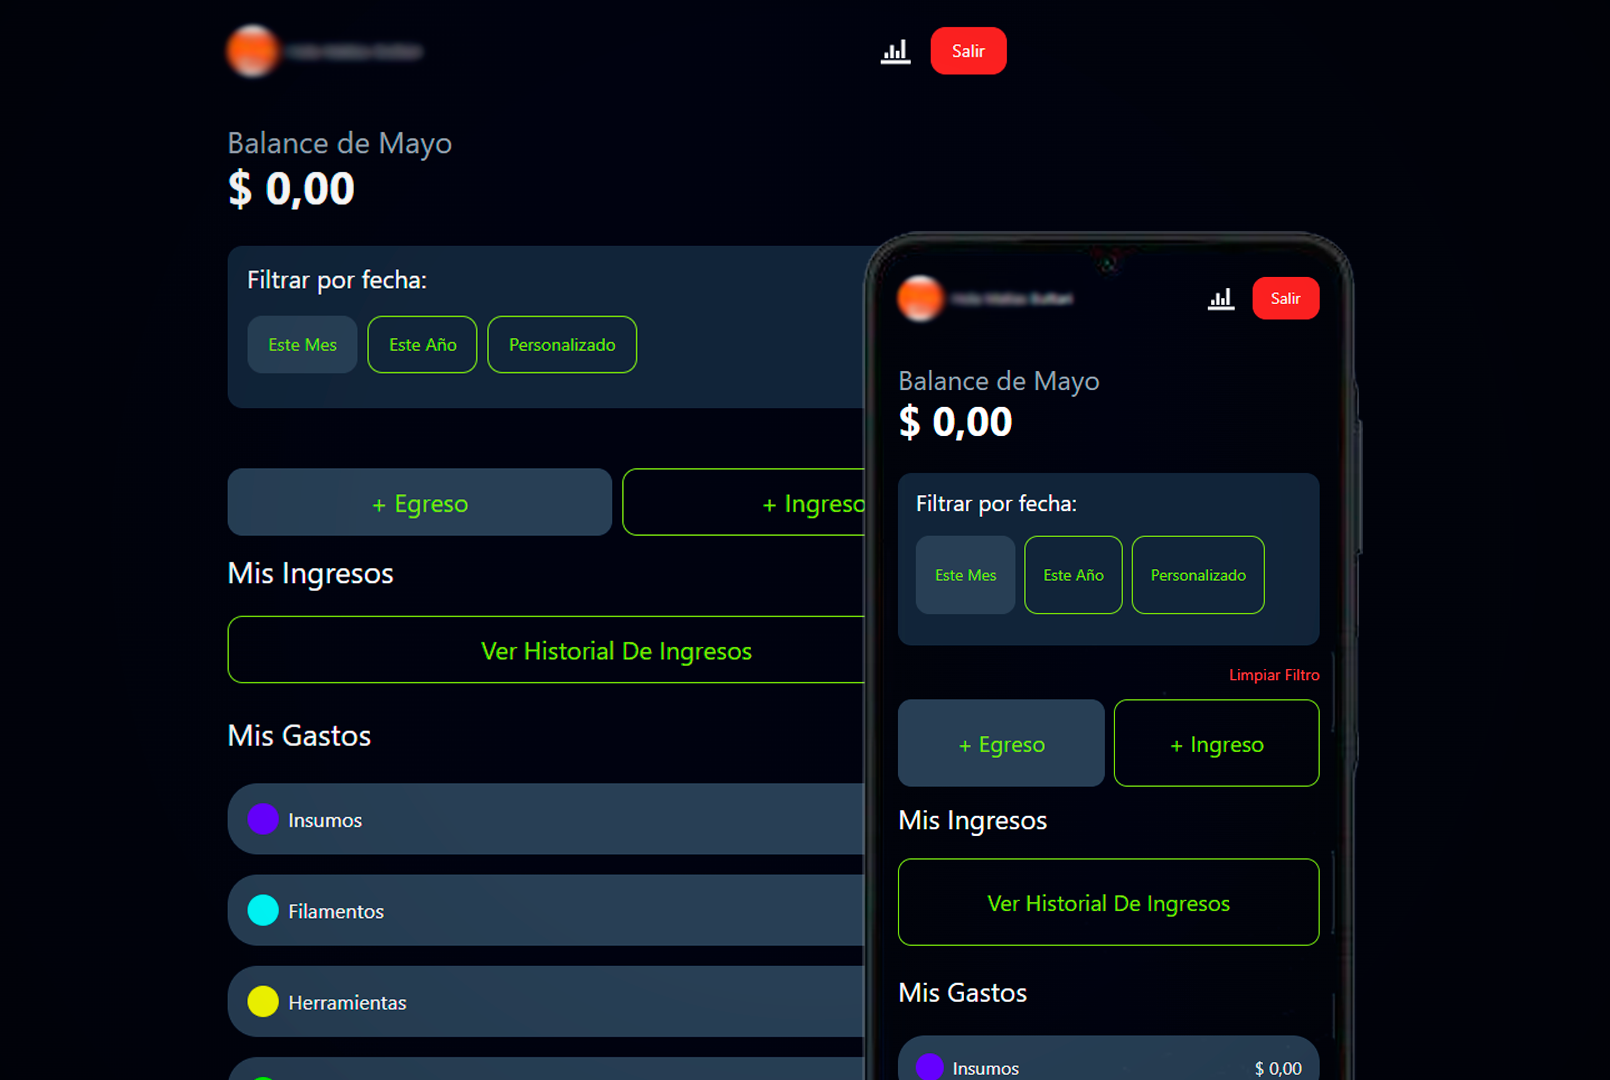 Salir
Balance de Mayo
$ 0,00
Filtrar por fecha:
Este Mes
Este Año
Personalizado
+ Egreso
+ Ingreso
Mis Ingresos
Ver Historial De Ingresos
Mis Gastos
Insumos
Filamentos
Herramientas
Salir
Balance de Mayo
$ 0,00
Filtrar por fecha:
Este Mes
Este Año
Personalizado
Limpiar Filtro
+ Egreso
+ Ingreso
Mis Ingresos
Ver Historial De Ingresos
Mis Gastos
Insumos
$ 0,00